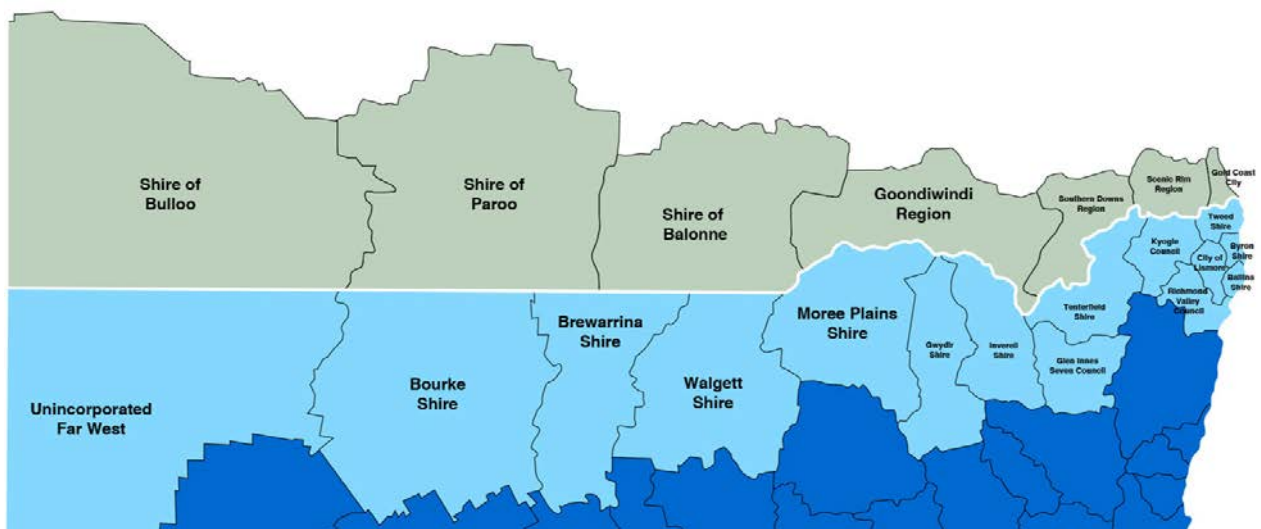 Shire of
Bulloo
Shire of
Paroo
Shire of
Balonne
Goondiwindi
Region
Southern Downs
Region
Scenic Rim
Region
Gold Coast
City
Tweed
Shire
Kyogle
Council
Byron
Shire
City of
Lismore
Ballina
Shire
Richmond
Valley
Council
Tenterfield
Shire
Moree Plains
Shire
Brewarrina
Shire
Gwydir
Shire
Inverell
Shire
Glen Innes
Seven Council
Bourke
Shire
Walgett
Shire
Unincorporated
Far West